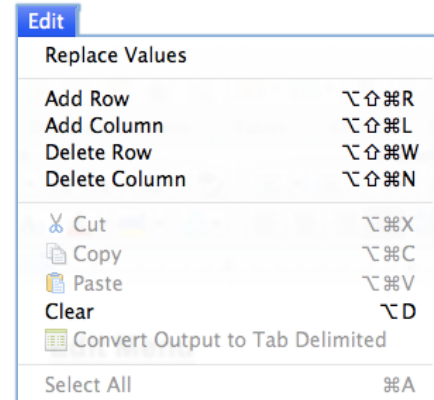 Edit
Replace Values
Add Row ⌥⇧⌘R
Add Column ⌥⇧⌘L
Delete Row ⌥⇧⌘W
Delete Column ⌥⇧⌘N
Cut ⌥⌘X
Copy ⌥⌘C
Paste ⌥⌘V
Clear ⌥D
Convert Output to Tab Delimited
Select All ⌘A